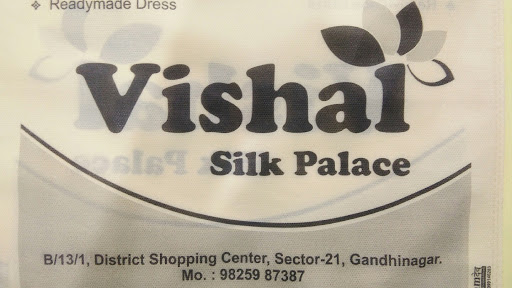 ❖ Readymade Dress
Vishal
Silk Palace
B/13/1, District Shopping Center, Sector-21, Gandhinagar.
Mo. : 98259 87387